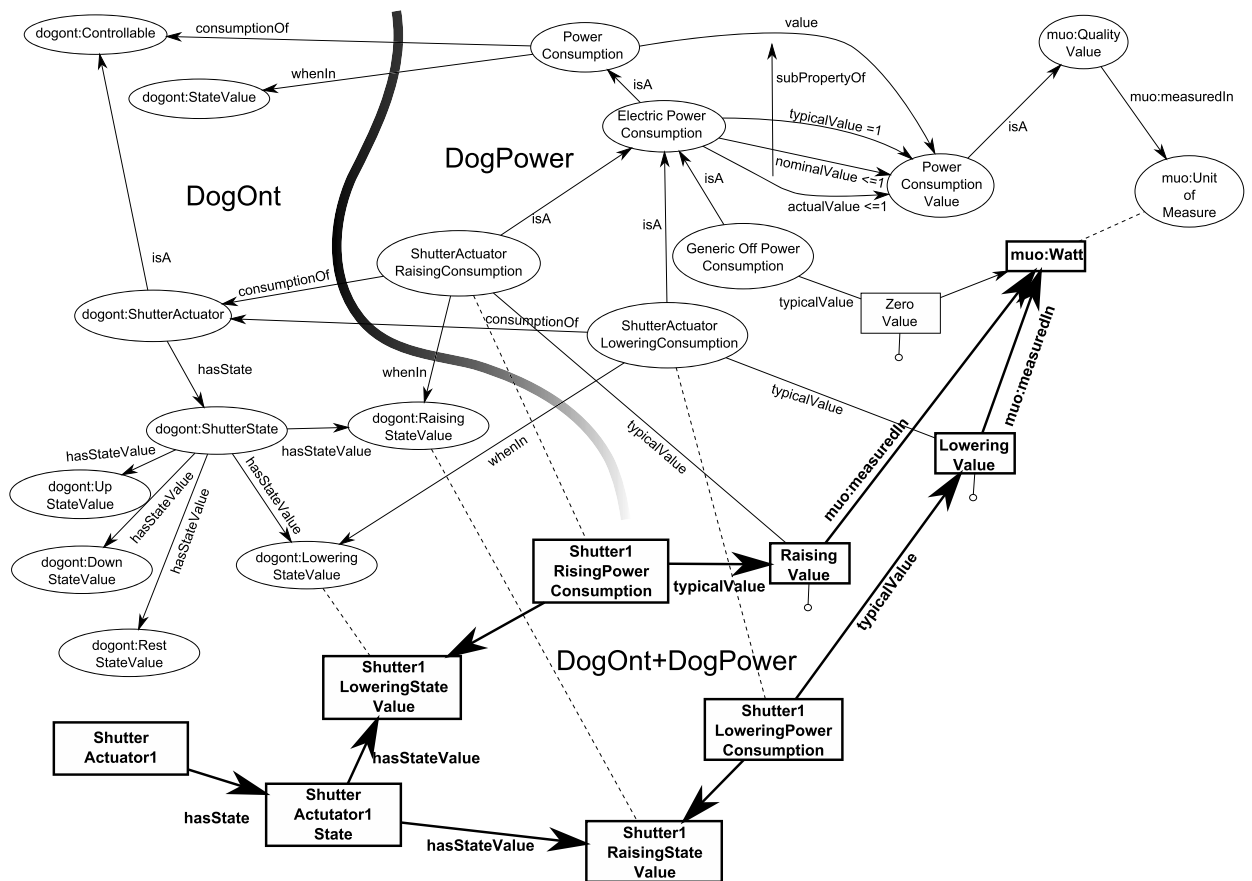 dogont:Controllable
consumptionOf
Power
Consumption
value
muo:Quality
Value
whenIn
dogont:StateValue
isA
subPropertyOf
muo:measuredIn
Electric Power
Consumption
typicalValue =1
isA
DogPower
nominalValue <=1
Power
Consumption
Value
actualValue <=1
muo:Unit
of
Measure
DogOnt
isA
isA
isA
isA
ShutterActuator
RaisingConsumption
Generic Off Power
Consumption
muo:Watt
consumptionOf
typicalValue
Zero
Value
dogont:ShutterActuator
consumptionOf
ShutterActuator
LoweringConsumption
muo:measuredIn
hasState
whenIn
typicalValue
dogont:ShutterState
dogont:Raising
StateValue
hasStateValue
hasStateValue
whenIn
typicalValue
muo:measuredIn
Lowering
Value
dogont:Up
StateValue
hasStateValue
hasStateValue
hasStateValue
dogont:Down
StateValue
dogont:Lowering
StateValue
Shutter1
RisingPower
Consumption
typicalValue
Raising
Value
typicalValue
dogont:Rest
StateValue
DogOnt+DogPower
Shutter1
LoweringState
Value
Shutter1
LoweringPower
Consumption
Shutter
Actuator1
hasStateValue
hasState
Shutter
Actutator1
State
hasStateValue
Shutter1
RaisingState
Value